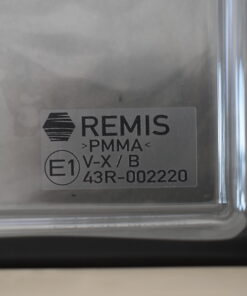 REMIS
>PMMA<
E1 V-X / B
43R-002220